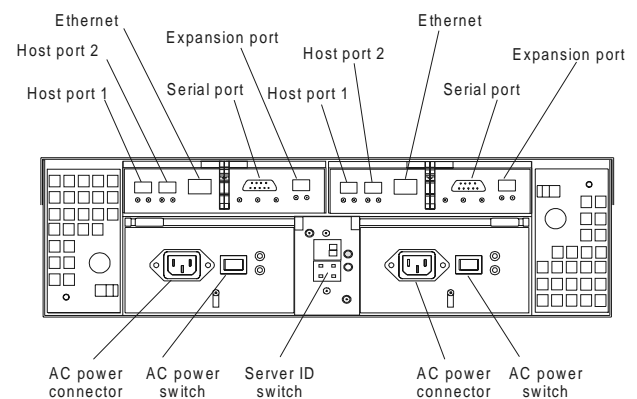 Ethernet
Ethernet
Expansion port
Host port 2
Host port 2
Expansion port
Host port 1
Serial port
Host port 1
Serial port
AC power
connector
AC power
switch
Server ID
switch
AC power
connector
AC power
switch